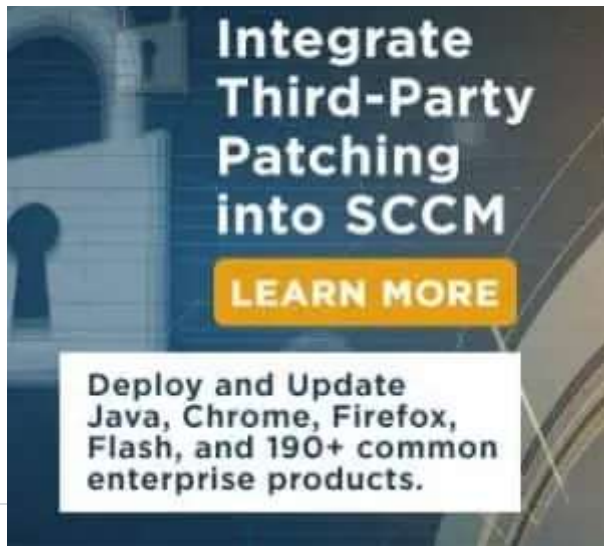 Integrate
Third-Party
Patching
into SCCM
LEARN MORE
Deploy and Update
Java, Chrome, Firefox,
Flash, and 190+ common
enterprise products.